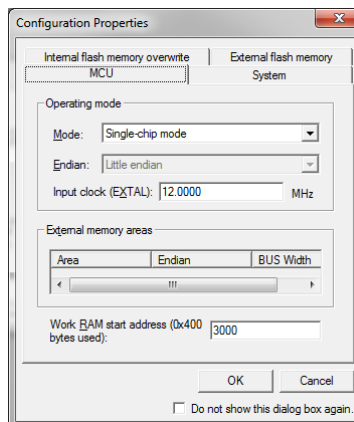 Configuration Properties
Internal flash memory overwrite External flash memory
MCU System
Operating mode
Mode: Single-chip mode
Endian: Little endian
Input clock (EXTAL): 12.0000 MHz
External memory areas
Area Endian BUS Width
Work RAM start address (0x400
bytes used): 3000
OK Cancel
Do not show this dialog box again.